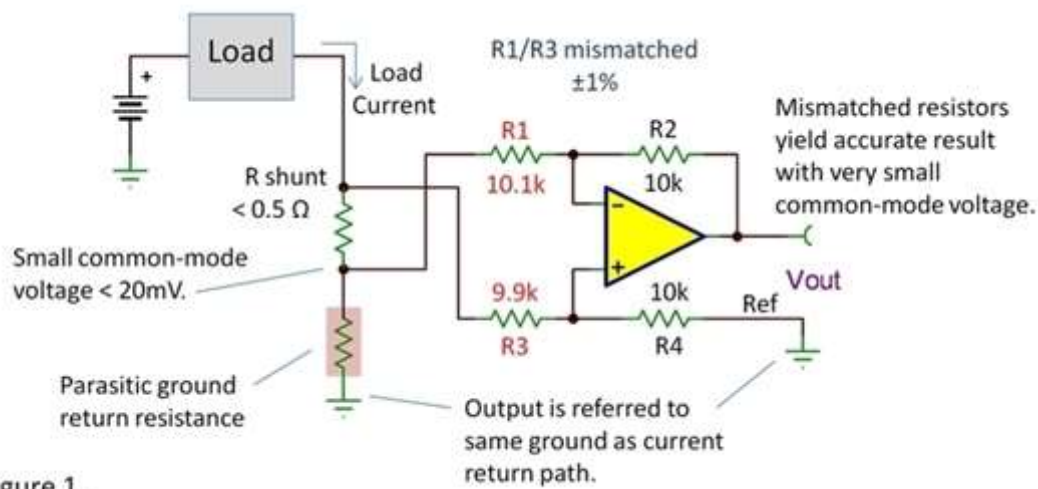 Load
+
Load
Current
R1/R3 mismatched
±1%
Mismatched resistors
yield accurate result
with very small
common-mode voltage.
R1
10.1k
R2
10k
R shunt
< 0.5 Ω
−
+
Vout
Small common-mode
voltage < 20mV.
9.9k
R3
10k
R4
Ref
Parasitic ground
return resistance
Output is referred to
same ground as current
return path.
gure 1